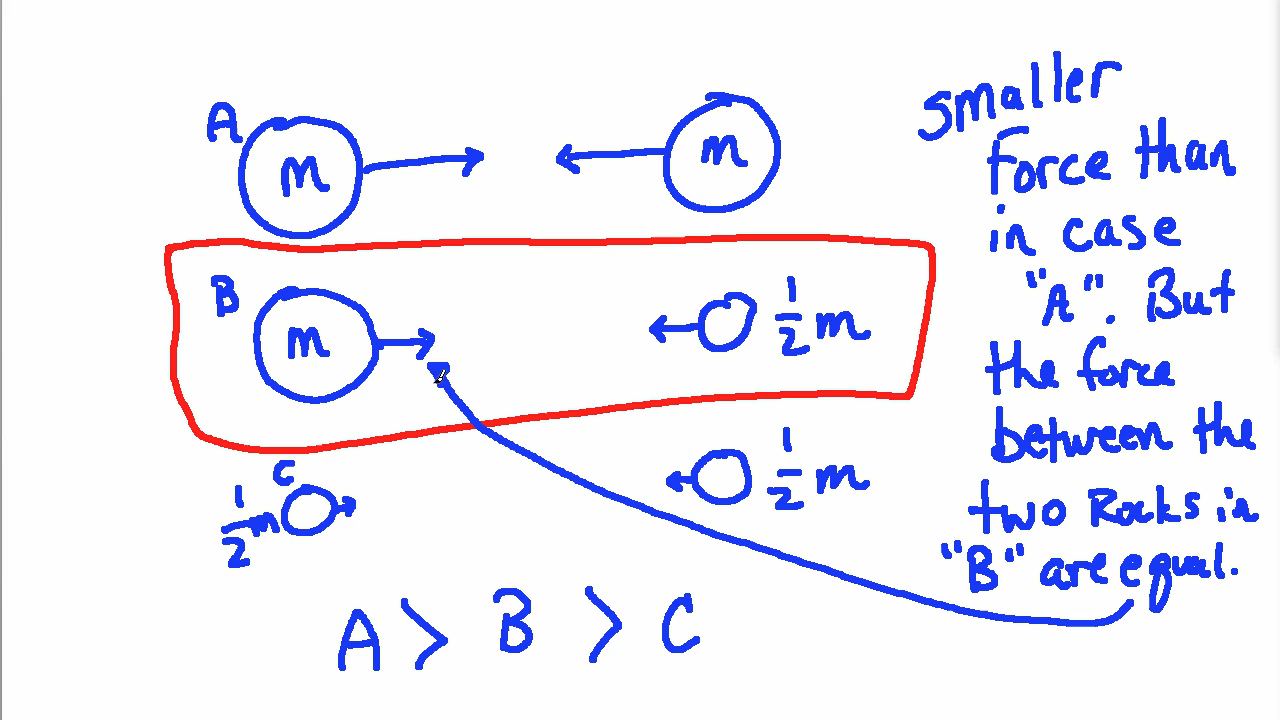 A
m
m
B
m
1/2 m
C
1/2 m
1/2 m
A > B > C
smaller
force than
in case
"A". But
the force
between the
two Rocks in
"B" are equal.